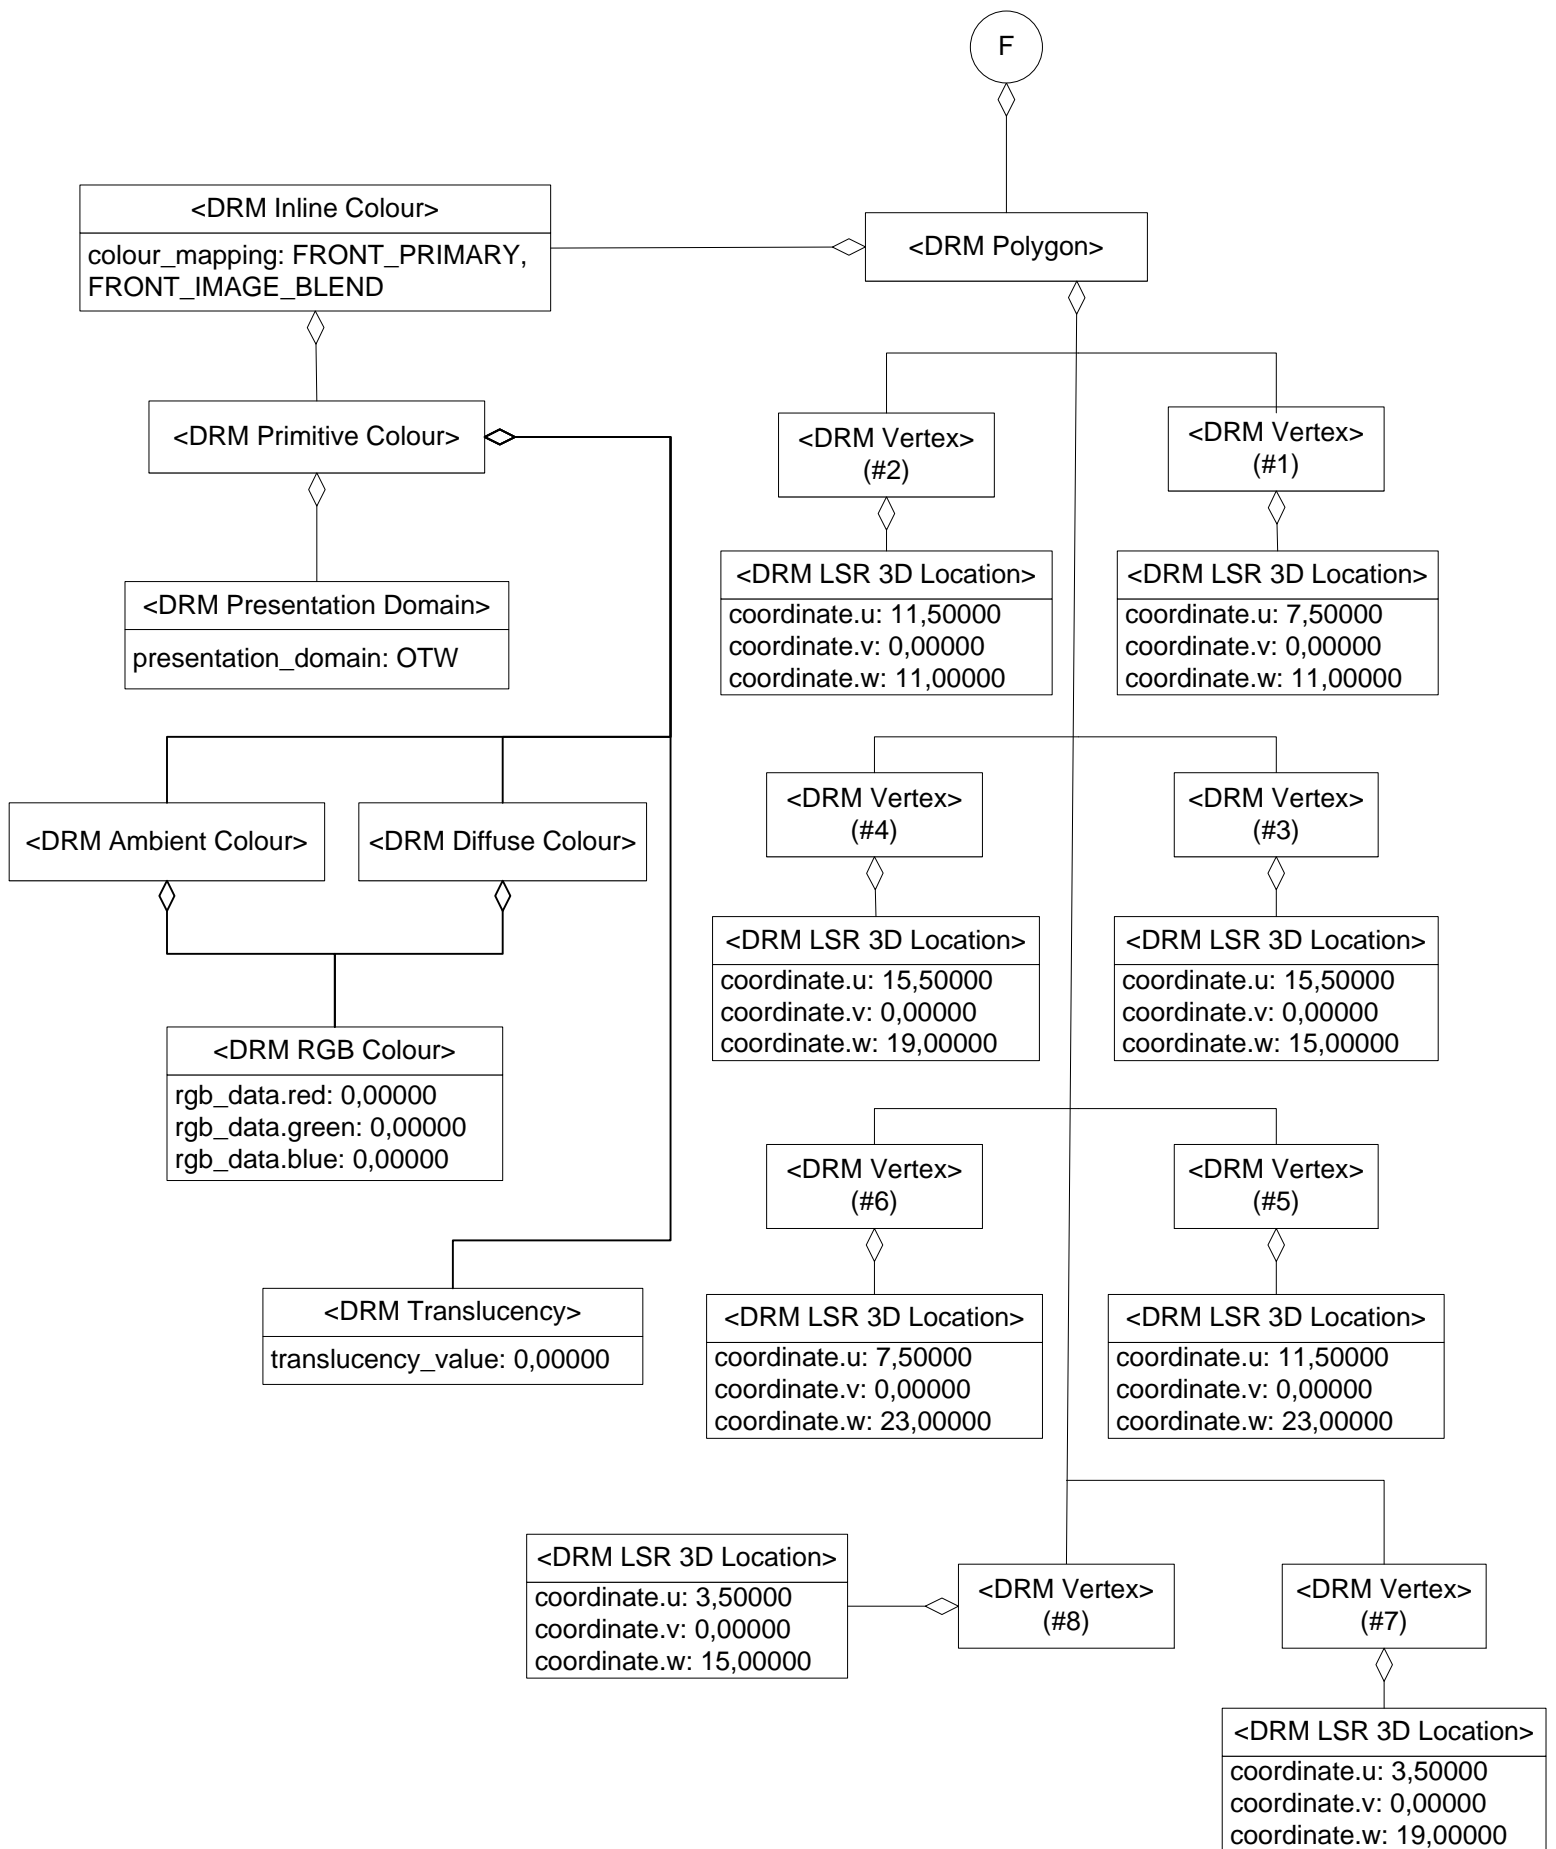 F
<DRM Inline Colour>
colour_mapping: FRONT_PRIMARY,
FRONT_IMAGE_BLEND
<DRM Polygon>
<DRM Primitive Colour>
<DRM Vertex>
(#2)
<DRM Vertex>
(#1)
<DRM Presentation Domain>
presentation_domain: OTW
<DRM LSR 3D Location>
coordinate.u: 11,50000
coordinate.v: 0,00000
coordinate.w: 11,00000
<DRM LSR 3D Location>
coordinate.u: 7,50000
coordinate.v: 0,00000
coordinate.w: 11,00000
<DRM Ambient Colour>
<DRM Diffuse Colour>
<DRM Vertex>
(#4)
<DRM Vertex>
(#3)
<DRM LSR 3D Location>
coordinate.u: 15,50000
coordinate.v: 0,00000
coordinate.w: 19,00000
<DRM LSR 3D Location>
coordinate.u: 15,50000
coordinate.v: 0,00000
coordinate.w: 15,00000
<DRM RGB Colour>
rgb_data.red: 0,00000
rgb_data.green: 0,00000
rgb_data.blue: 0,00000
<DRM Vertex>
(#6)
<DRM Vertex>
(#5)
<DRM Translucency>
translucency_value: 0,00000
<DRM LSR 3D Location>
coordinate.u: 7,50000
coordinate.v: 0,00000
coordinate.w: 23,00000
<DRM LSR 3D Location>
coordinate.u: 11,50000
coordinate.v: 0,00000
coordinate.w: 23,00000
<DRM LSR 3D Location>
coordinate.u: 3,50000
coordinate.v: 0,00000
coordinate.w: 15,00000
<DRM Vertex>
(#8)
<DRM Vertex>
(#7)
<DRM LSR 3D Location>
coordinate.u: 3,50000
coordinate.v: 0,00000
coordinate.w: 19,00000